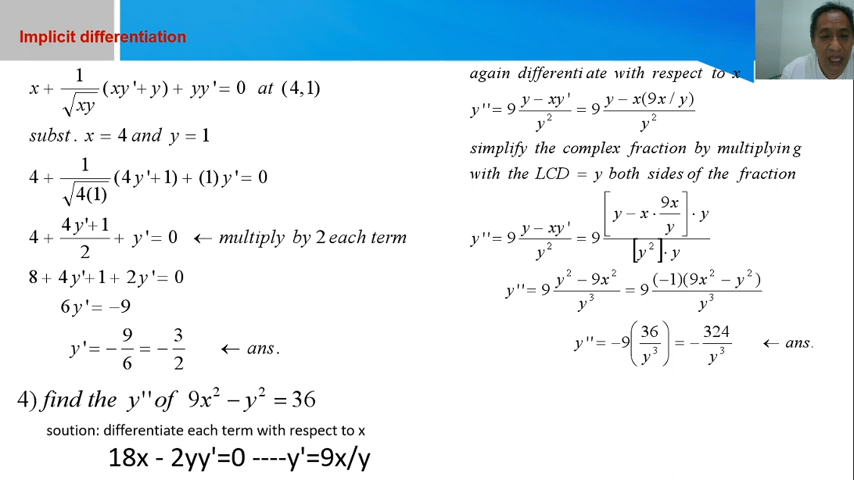 Implicit differentiation
x + 1/√xy (xy'+ y) + yy'= 0 at (4,1)
subst. x = 4 and y = 1
4 + 1/√4(1) (4y'+1) + (1)y'= 0
4 + 4y'+1/2 + y'= 0 ← multiply by 2 each term
8 + 4y'+1 + 2y'= 0
6y'= −9
y'= − 9/6 = − 3/2 ← ans.
4) find the y'' of 9x² − y² = 36
soution: differentiate each term with respect to x
18x - 2yy'=0 ----y'=9x/y
again differentiate with respect to x
y''= 9 y − xy'/y² = 9 y − x(9x / y)/y²
simplify the complex fraction by multiplying
with the LCD = y both sides of the fraction
y''= 9 y − xy'/y² = 9 [y − x · 9x/y] · y/[y²] · y
y''= 9 y² − 9x²/y³ = 9 (−1)(9x² − y²)/y³
y''= −9(36/y³) = − 324/y³ ← ans.